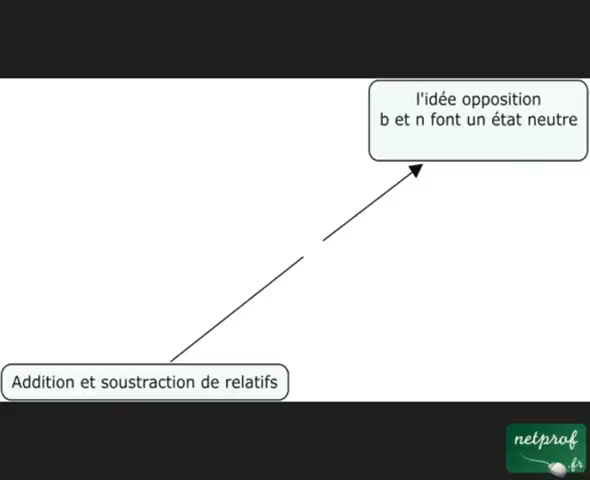 l'idée opposition
b et n font un état neutre
Addition et soustraction de relatifs
netprof
.fr